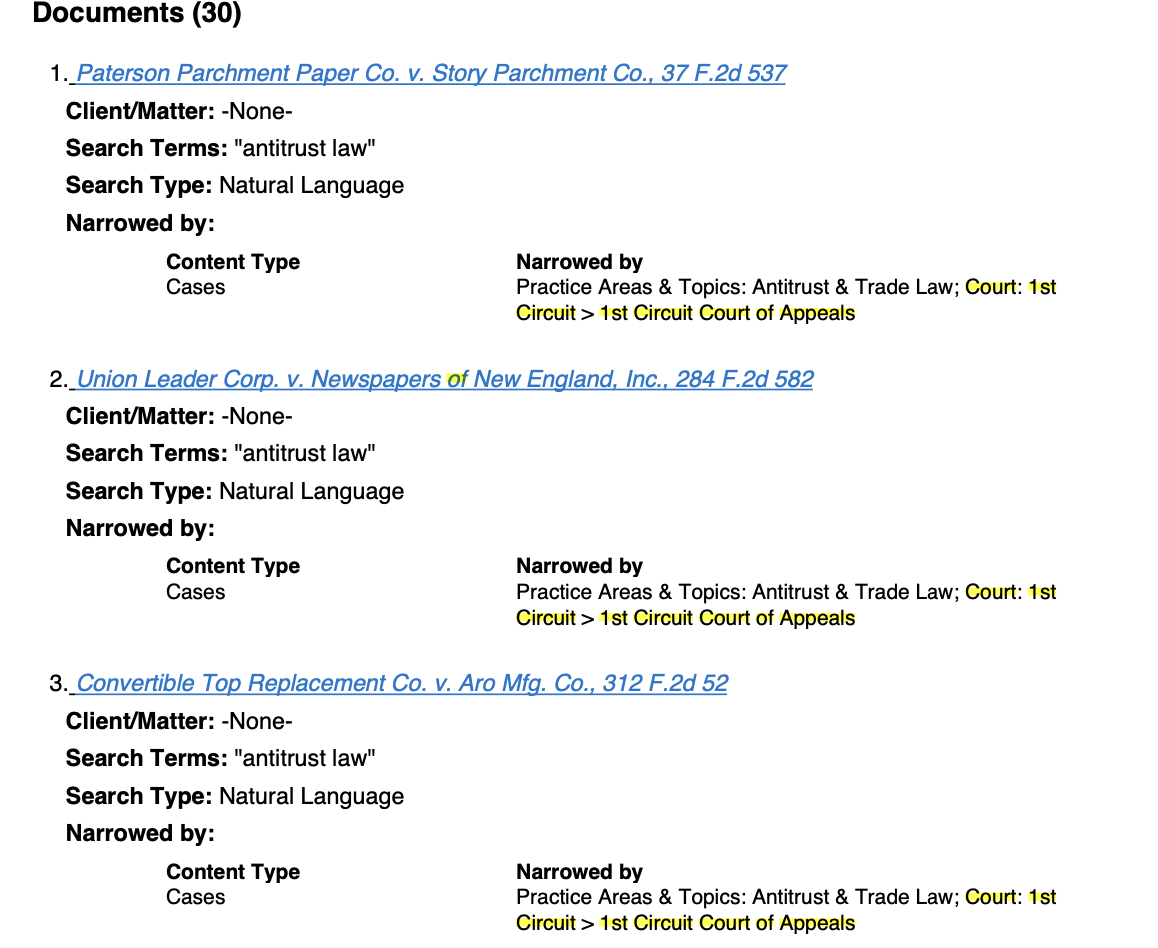 Documents (30)
1. Paterson Parchment Paper Co. v. Story Parchment Co., 37 F.2d 537
Client/Matter: -None-
Search Terms: "antitrust law"
Search Type: Natural Language
Narrowed by:
Content Type Narrowed by
Cases Practice Areas & Topics: Antitrust & Trade Law; Court: 1st
Circuit > 1st Circuit Court of Appeals
2. Union Leader Corp. v. Newspapers of New England, Inc., 284 F.2d 582
Client/Matter: -None-
Search Terms: "antitrust law"
Search Type: Natural Language
Narrowed by:
Content Type Narrowed by
Cases Practice Areas & Topics: Antitrust & Trade Law; Court: 1st
Circuit > 1st Circuit Court of Appeals
3. Convertible Top Replacement Co. v. Aro Mfg. Co., 312 F.2d 52
Client/Matter: -None-
Search Terms: "antitrust law"
Search Type: Natural Language
Narrowed by:
Content Type Narrowed by
Cases Practice Areas & Topics: Antitrust & Trade Law; Court: 1st
Circuit > 1st Circuit Court of Appeals